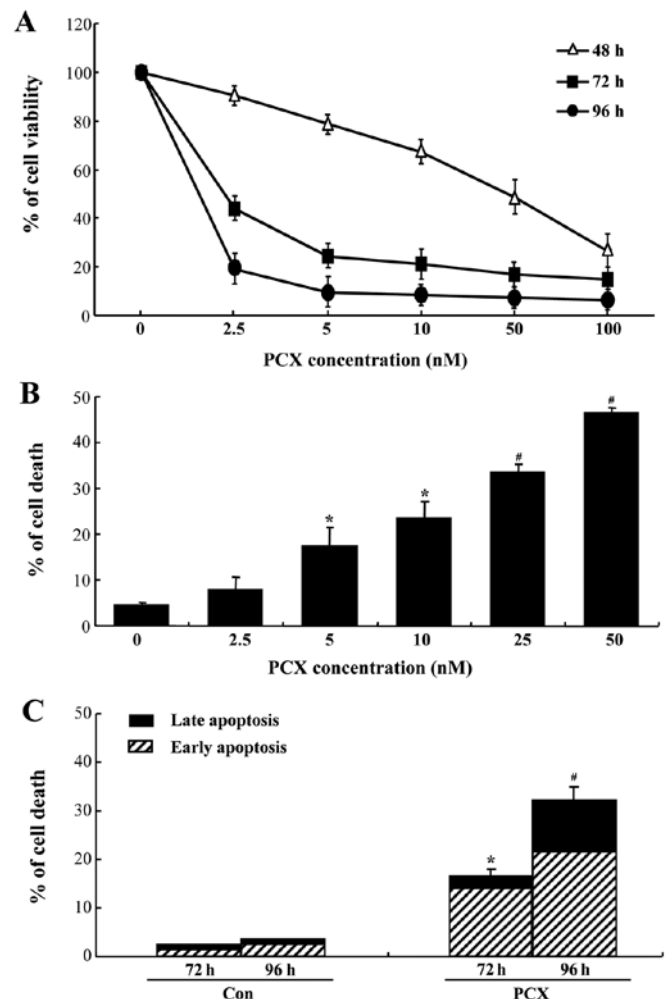 A
120
100
80
60
40
20
0
% of cell viability
48 h
72 h
96 h
0 2.5 5 10 50 100
PCX concentration (nM)
B
50
40
30
20
10
0
% of cell death
* * # #
0 2.5 5 10 25 50
PCX concentration (nM)
C
50
40
30
20
10
0
% of cell death
Late apoptosis
Early apoptosis
* #
72 h 96 h 72 h 96 h
Con PCX